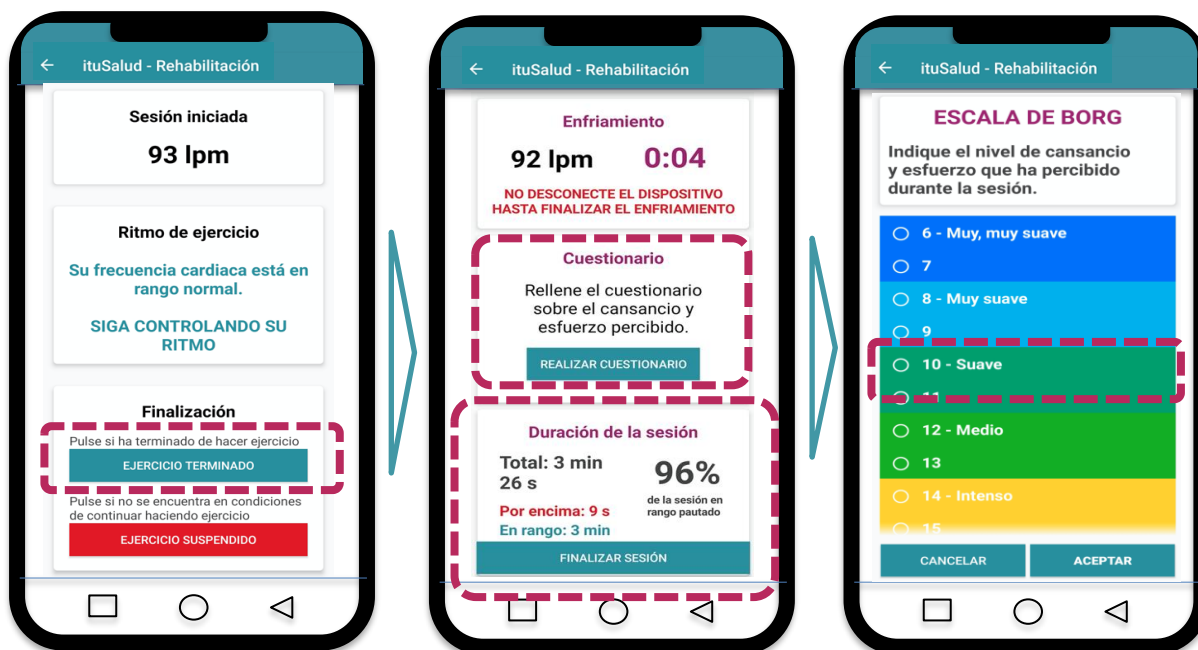 ituSalud - Rehabilitación
Sesión iniciada
93 lpm
Ritmo de ejercicio
Su frecuencia cardiaca está en
rango normal.
SIGA CONTROLANDO SU
RITMO
Finalización
Pulse si ha terminado de hacer ejercicio
EJERCICIO TERMINADO
Pulse si no se encuentra en condiciones
de continuar haciendo ejercicio
EJERCICIO SUSPENDIDO
ituSalud - Rehabilitación
Enfriamiento
92 lpm 0:04
NO DESCONECTE EL DISPOSITIVO
HASTA FINALIZAR EL ENFRIAMIENTO
Cuestionario
Rellene el cuestionario
sobre el cansancio y
esfuerzo percibido.
REALIZAR CUESTIONARIO
Duración de la sesión
Total: 3 min
26 s
96%
de la sesión en
rango pautado
Por encima: 9 s
En rango: 3 min
FINALIZAR SESIÓN
ituSalud - Rehabilitación
ESCALA DE BORG
Indique el nivel de cansancio
y esfuerzo que ha percibido
durante la sesión.
6 - Muy, muy suave
7
8 - Muy suave
9
10 - Suave
11
12 - Medio
13
14 - Intenso
15
CANCELAR ACEPTAR